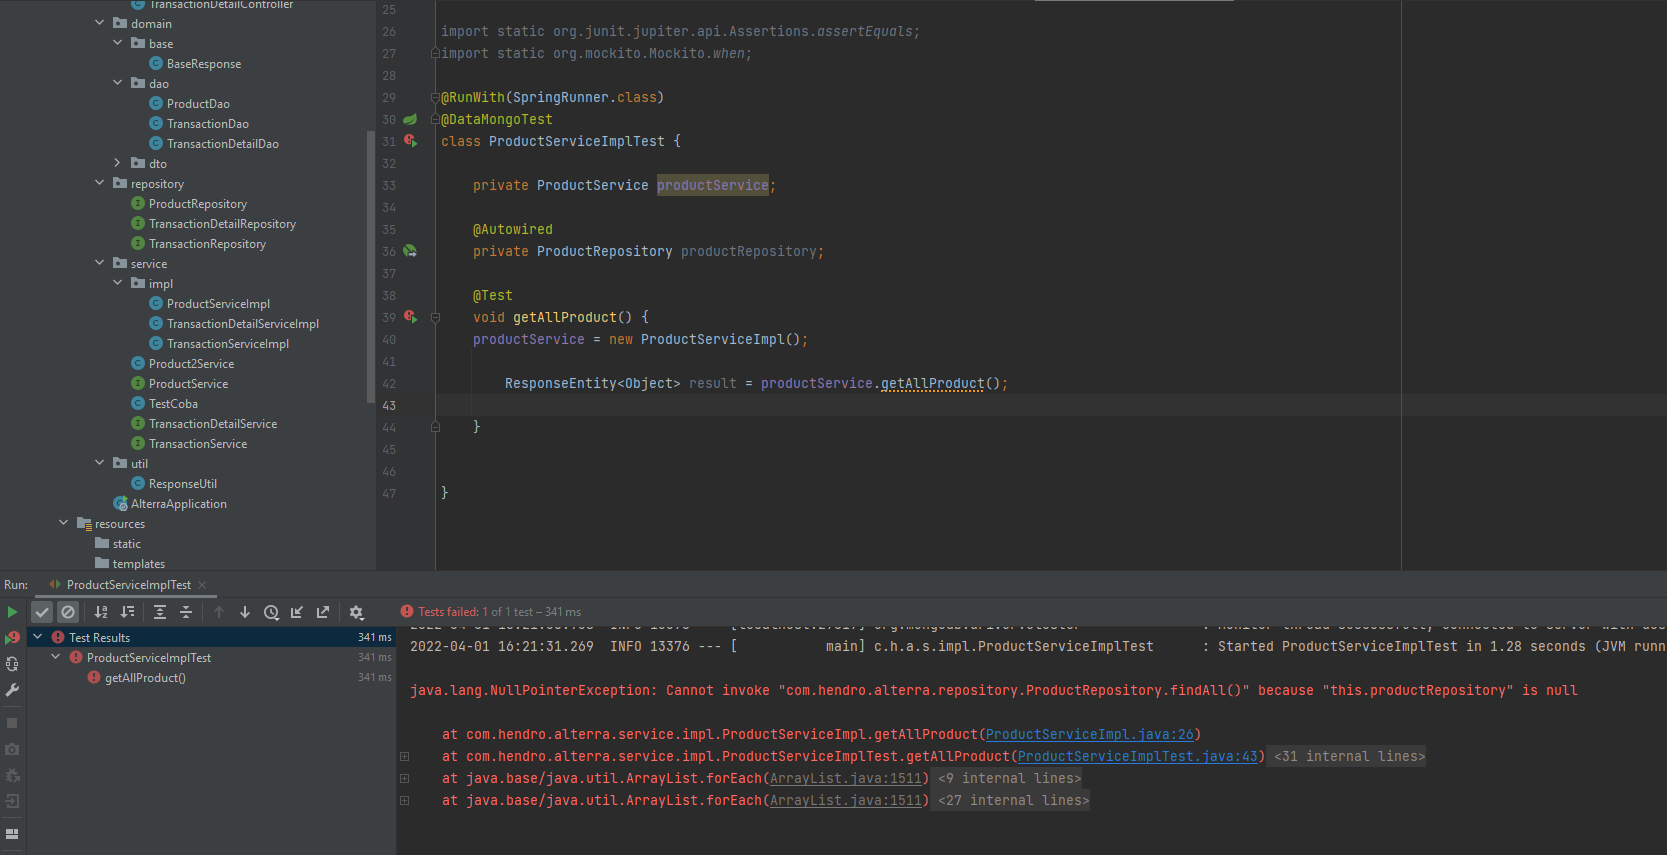 TransactionDetailController
domain
base
BaseResponse
dao
ProductDao
TransactionDao
TransactionDetailDao
dto
repository
ProductRepository
TransactionDetailRepository
TransactionRepository
service
impl
ProductServiceImpl
TransactionDetailServiceImpl
TransactionServiceImpl
Product2Service
ProductService
TestCoba
TransactionDetailService
TransactionService
util
ResponseUtil
AlterraApplication
resources
static
templates
25
26 import static org.junit.jupiter.api.Assertions.assertEquals;
27 import static org.mockito.Mockito.when;
28
29 @RunWith(SpringRunner.class)
30 @DataMongoTest
31 class ProductServiceImplTest {
32
33 private ProductService productService;
34
35 @Autowired
36 private ProductRepository productRepository;
37
38 @Test
39 void getAllProduct() {
40 productService = new ProductServiceImpl();
41
42 ResponseEntity<Object> result = productService.getAllProduct();
43
44 }
45
46
47 }
Run: ProductServiceImplTest
Tests failed: 1 of 1 test – 341 ms
Test Results 341 ms
ProductServiceImplTest 341 ms
getAllProduct() 341 ms
2022-04-01 16:21:31.269 INFO 13376 --- [ main] c.h.a.s.impl.ProductServiceImplTest : Started ProductServiceImplTest in 1.28 seconds (JVM runn
java.lang.NullPointerException: Cannot invoke "com.hendro.alterra.repository.ProductRepository.findAll()" because "this.productRepository" is null
at com.hendro.alterra.service.impl.ProductServiceImpl.getAllProduct(ProductServiceImpl.java:26)
at com.hendro.alterra.service.impl.ProductServiceImplTest.getAllProduct(ProductServiceImplTest.java:43) <31 internal lines>
at java.base/java.util.ArrayList.forEach(ArrayList.java:1511) <9 internal lines>
at java.base/java.util.ArrayList.forEach(ArrayList.java:1511) <27 internal lines>